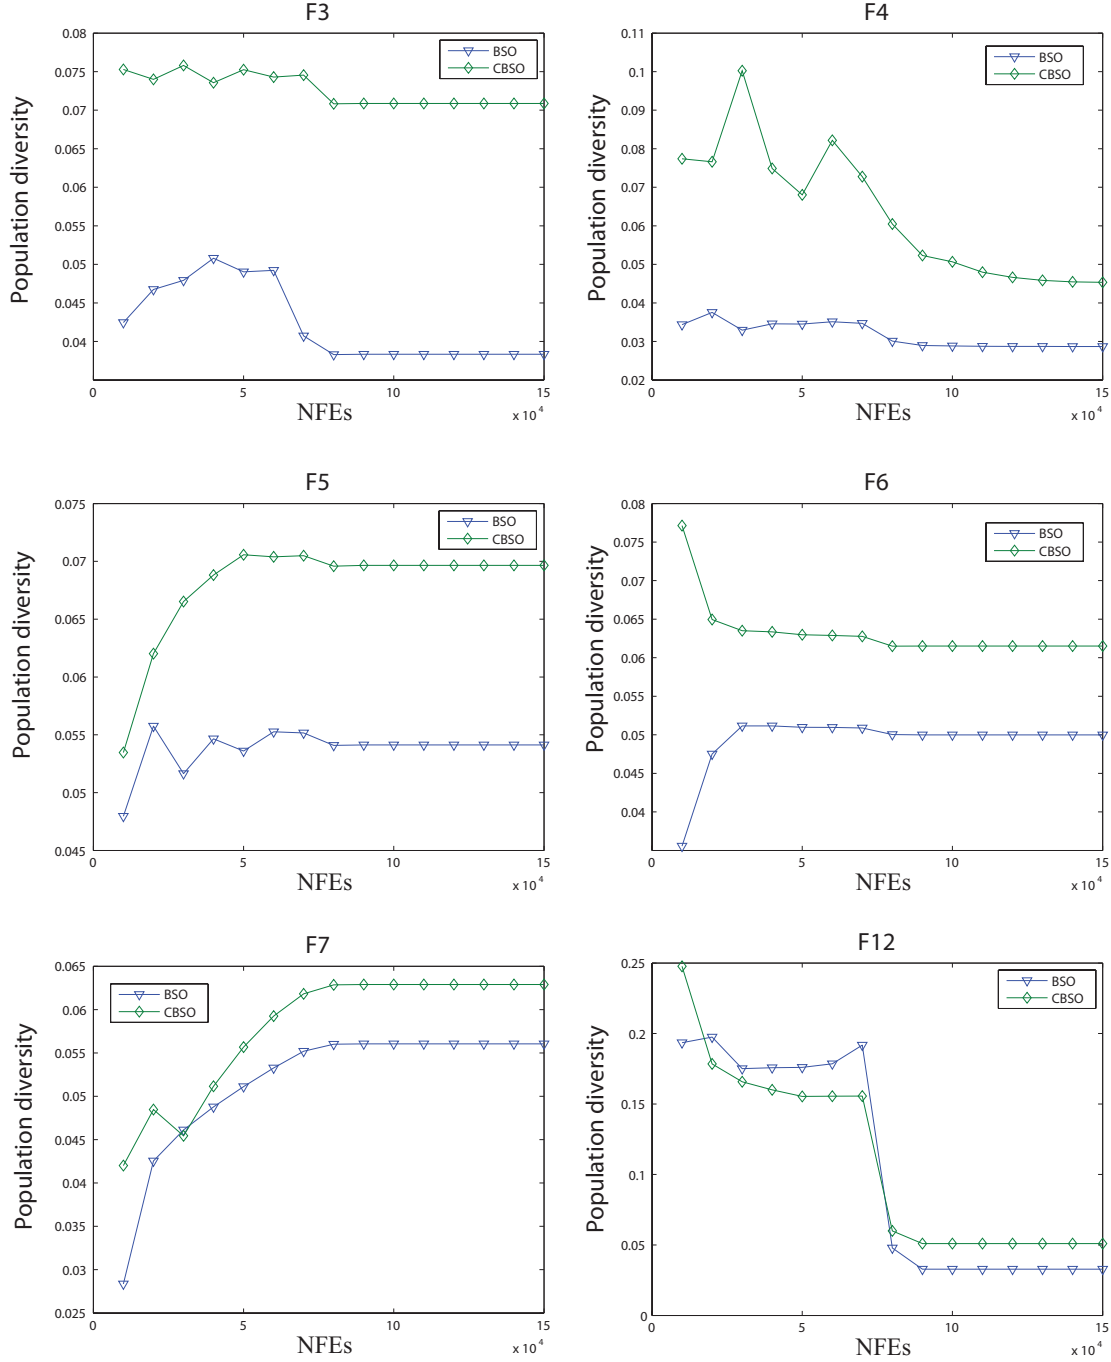 F3
0.08
0.075
0.07
0.065
0.06
0.055
0.05
0.045
0.04
0
5
10
15
x 10 4
NFEs
Population diversity
BSO
CBSO
F4
0.11
0.1
0.09
0.08
0.07
0.06
0.05
0.04
0.03
0.02
0
5
10
15
x 10 4
NFEs
Population diversity
BSO
CBSO
F5
0.075
0.07
0.065
0.06
0.055
0.05
0.045
0
5
10
15
x 10 4
NFEs
Population diversity
BSO
CBSO
F6
0.08
0.075
0.07
0.065
0.06
0.055
0.05
0.045
0.04
0
5
10
15
x 10 4
NFEs
Population diversity
BSO
CBSO
F7
0.065
0.06
0.055
0.05
0.045
0.04
0.035
0.03
0.025
0
5
10
15
x 10 4
NFEs
Population diversity
BSO
CBSO
F12
0.25
0.2
0.15
0.1
0.05
0
0
5
10
15
x 10 4
NFEs
Population diversity
BSO
CBSO